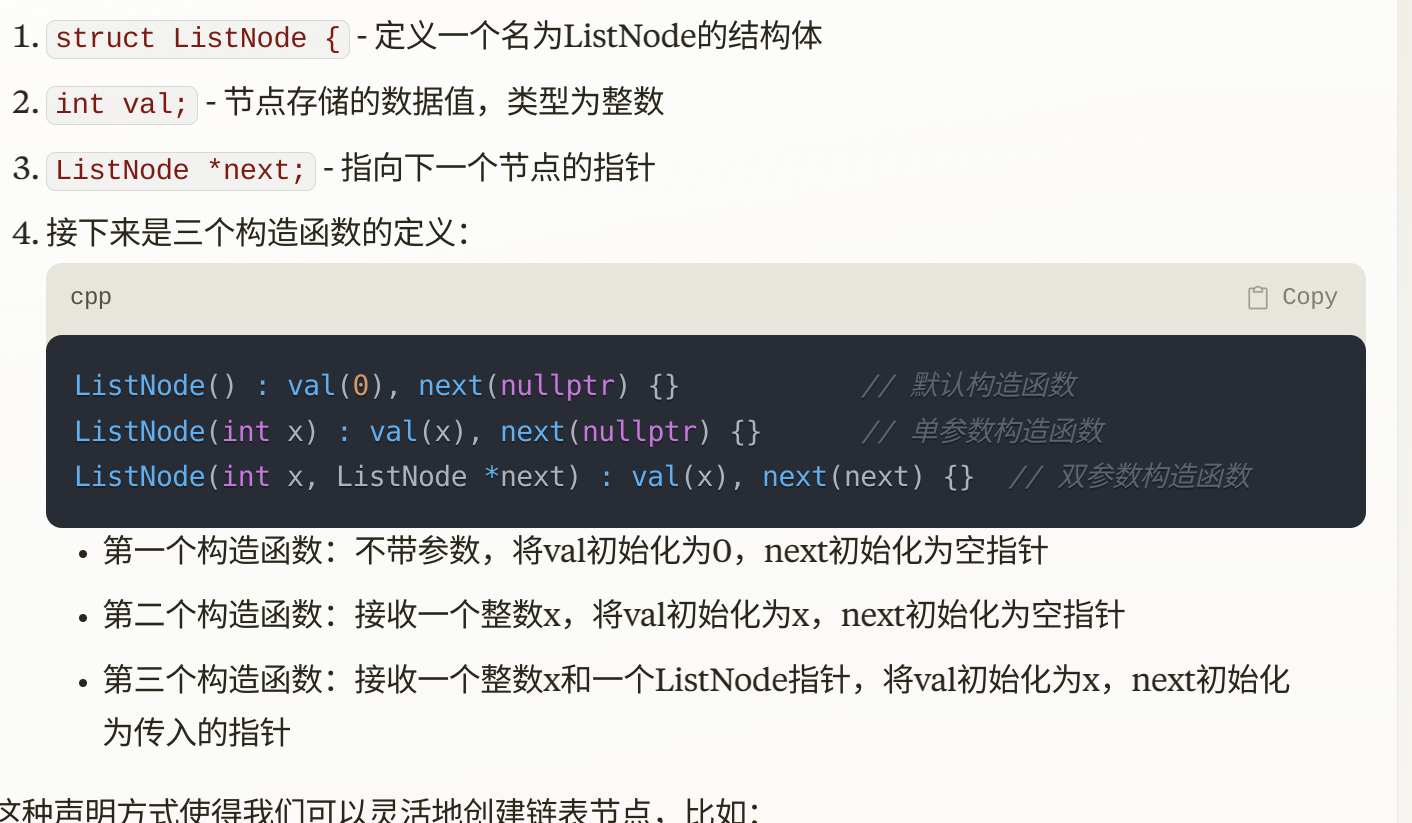 1. struct ListNode { - 定义一个名为ListNode的结构体
2. int val; - 节点存储的数据值，类型为整数
3. ListNode *next; - 指向下一个节点的指针
4. 接下来是三个构造函数的定义：
cpp Copy
ListNode() : val(0), next(nullptr) {} // 默认构造函数
ListNode(int x) : val(x), next(nullptr) {} // 单参数构造函数
ListNode(int x, ListNode *next) : val(x), next(next) {} // 双参数构造函数
• 第一个构造函数：不带参数，将val初始化为0，next初始化为空指针
• 第二个构造函数：接收一个整数x，将val初始化为x，next初始化为空指针
• 第三个构造函数：接收一个整数x和一个ListNode指针，将val初始化为x，next初始化
为传入的指针
这种声明方式使得我们可以灵活地创建链表节点，比如：